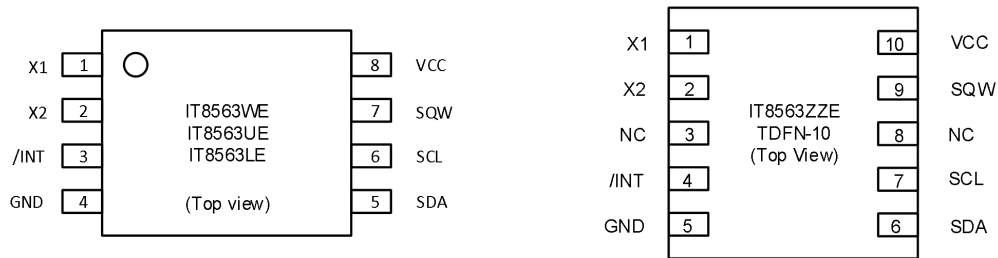 X1 1 8 VCC
X2 2 7 SQW
/INT 3 6 SCL
GND 4 5 SDA
IT8563WE
IT8563UE
IT8563LE
(Top view)
X1 1 10 VCC
X2 2 9 SQW
NC 3 8 NC
/INT 4 7 SCL
GND 5 6 SDA
IT8563ZZE
TDFN-10
(Top View)